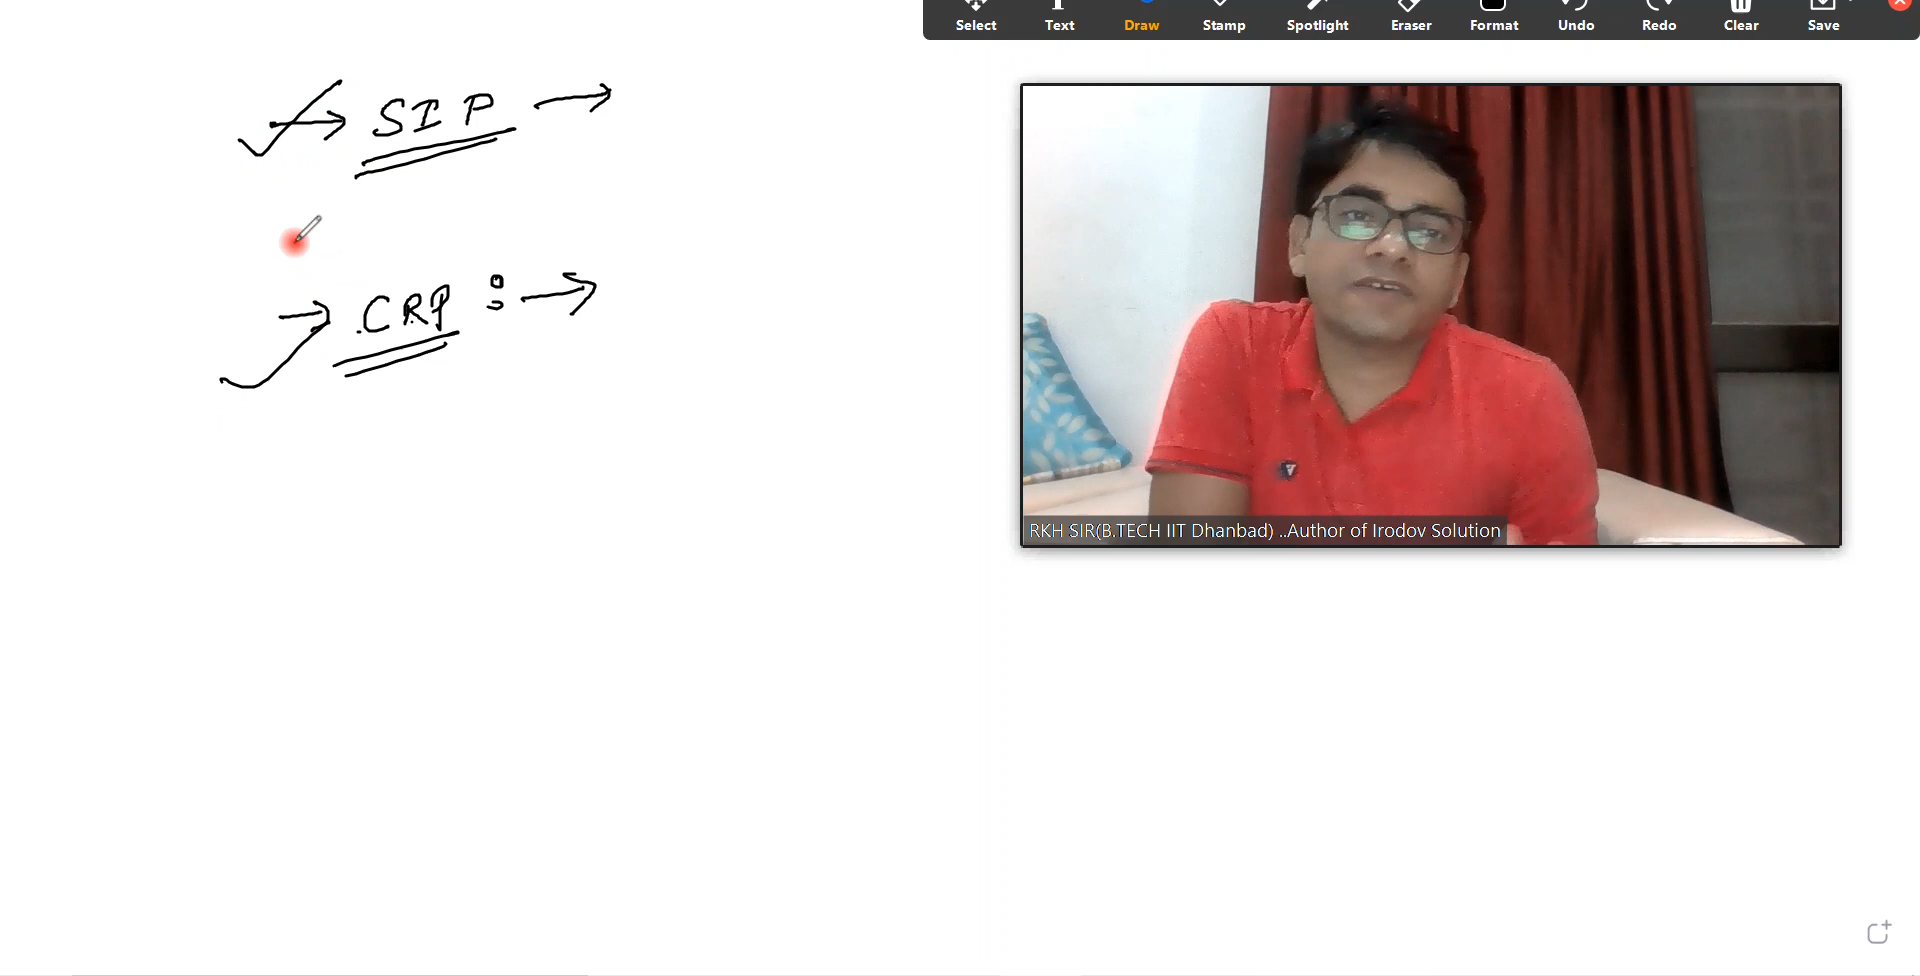 Select Text Draw Stamp Spotlight Eraser Format Undo Redo Clear Save
→ SIP →
→ CRP : →
RKH SIR(B.TECH IIT Dhanbad) ..Author of Irodov Solution